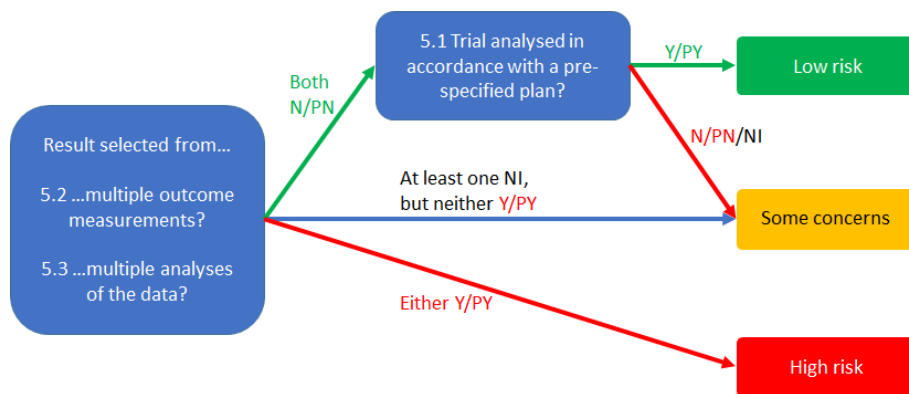 5.1 Trial analysed in
accordance with a pre-
specified plan?
Y/PY
Low risk
Both
N/PN
N/PN/NI
Result selected from...
5.2 ...multiple outcome
measurements?
5.3 ...multiple analyses
of the data?
At least one NI,
but neither Y/PY
Some concerns
Either Y/PY
High risk